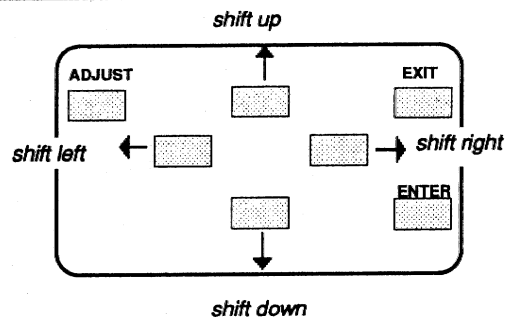 shift up
ADJUST
EXIT
shift left
shift right
ENTER
shift down